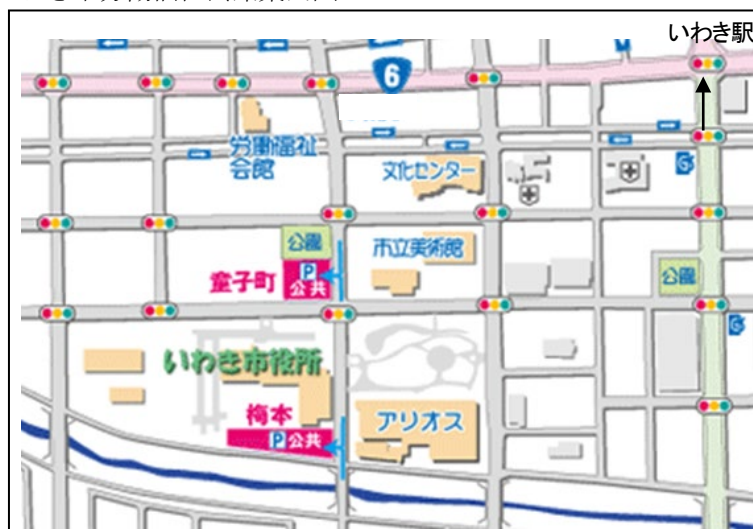 いわき駅
6
労働福祉
会館
文化センター
公園
市立美術館
童子町
P
公共
公園
いわき市役所
梅本
P公共
アリオス